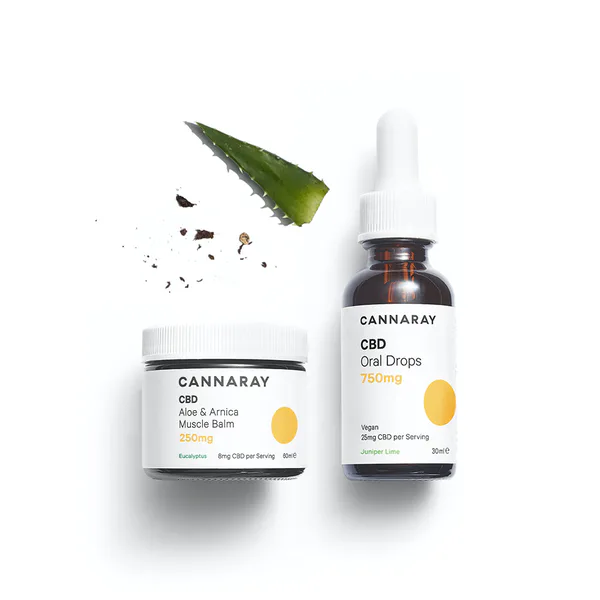 CANNARAY
CBD
Aloe & Arnica
Muscle Balm
250mg
Eucalyptus 8mg CBD per Serving 60ml℮
CANNARAY
CBD
Oral Drops
750mg
Vegan
25mg CBD per Serving
Juniper Lime 30ml℮